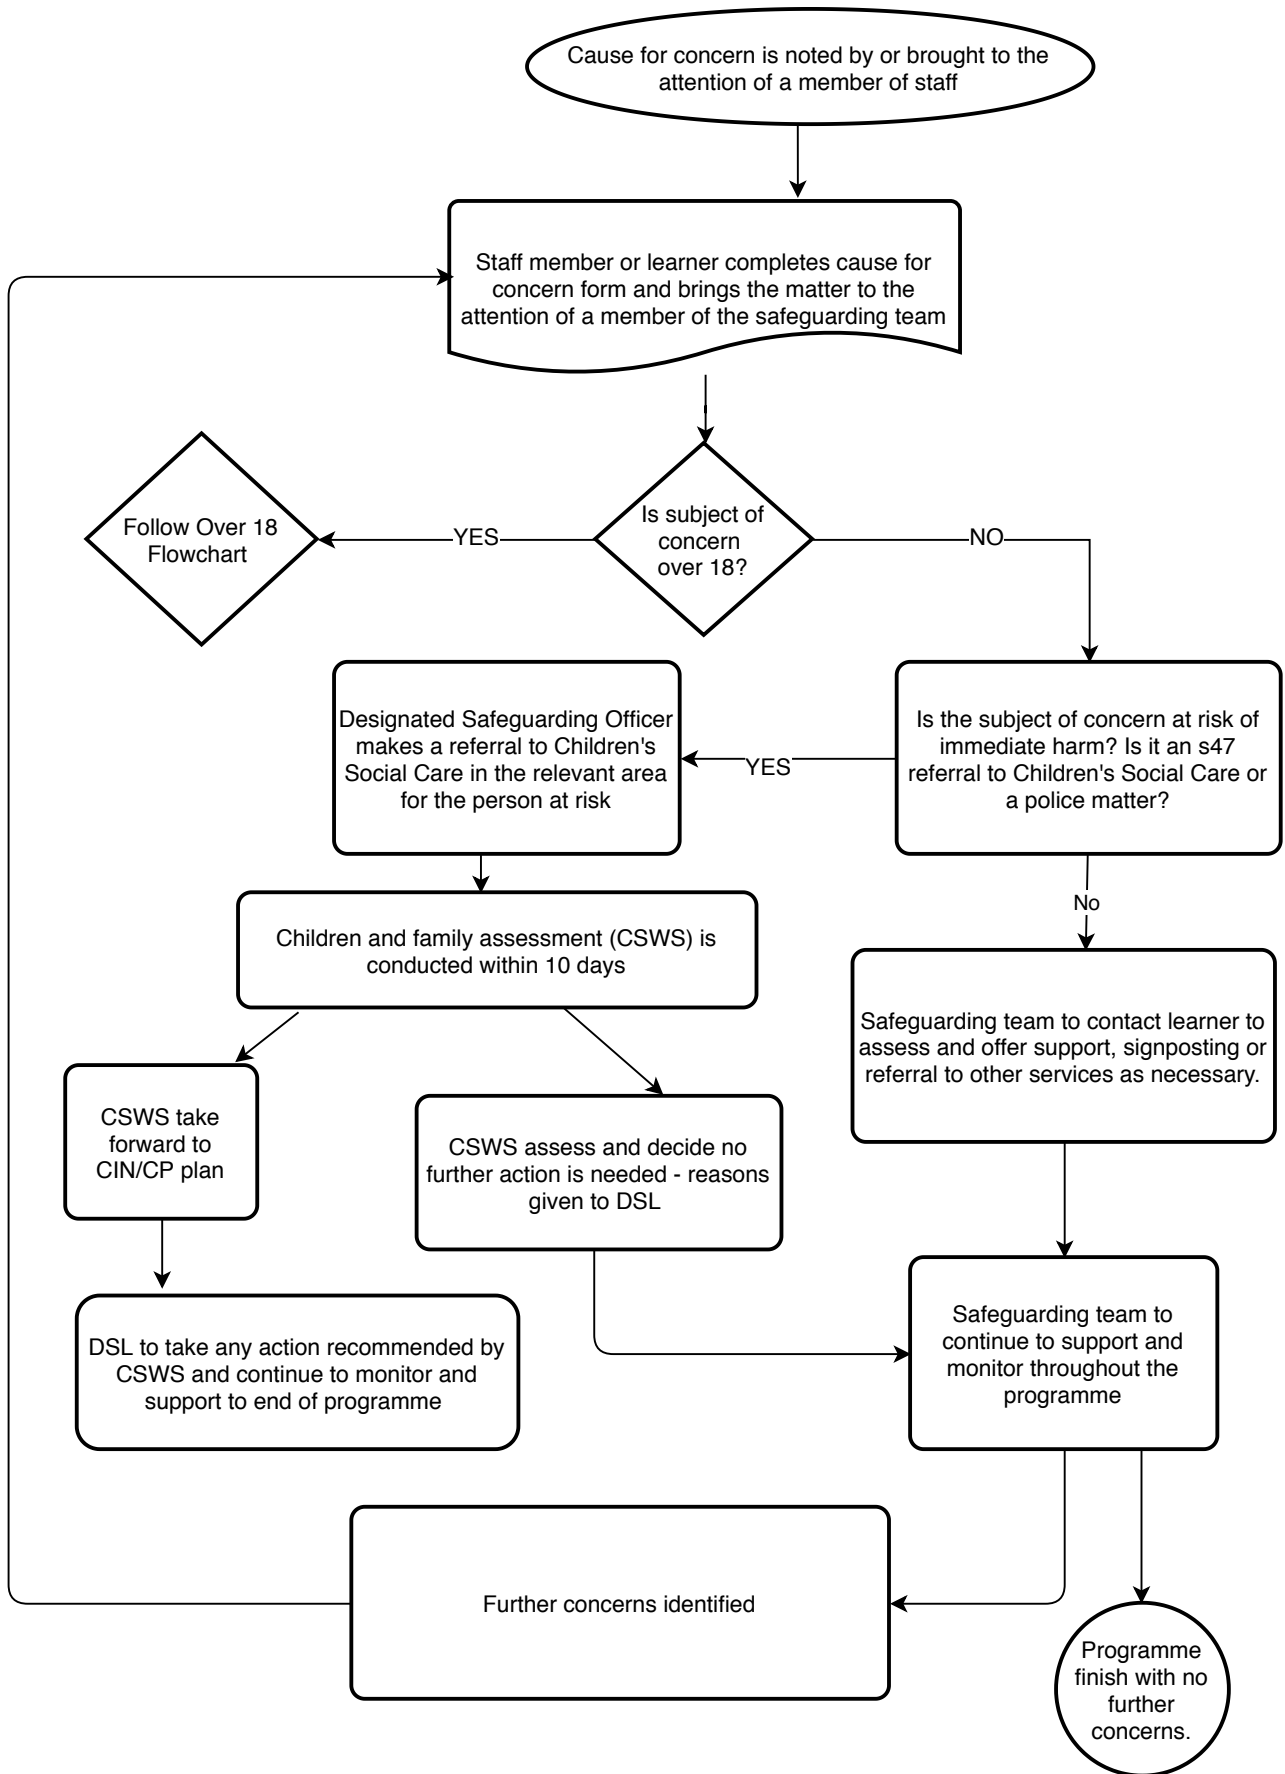 Cause for concern is noted by or brought to the
attention of a member of staff
Staff member or learner completes cause for
concern form and brings the matter to the
attention of a member of the safeguarding team
Follow Over 18
Flowchart
YES
Is subject of
concern
over 18?
NO
Designated Safeguarding Officer
makes a referral to Children's
Social Care in the relevant area
for the person at risk
YES
Is the subject of concern at risk of
immediate harm? Is it an s47
referral to Children's Social Care or
a police matter?
No
Children and family assessment (CSWS) is
conducted within 10 days
Safeguarding team to contact learner to
assess and offer support, signposting or
referral to other services as necessary.
CSWS take
forward to
CIN/CP plan
CSWS assess and decide no
further action is needed - reasons
given to DSL
DSL to take any action recommended by
CSWS and continue to monitor and
support to end of programme
Safeguarding team to
continue to support and
monitor throughout the
programme
Further concerns identified
Programme
finish with no
further
concerns.